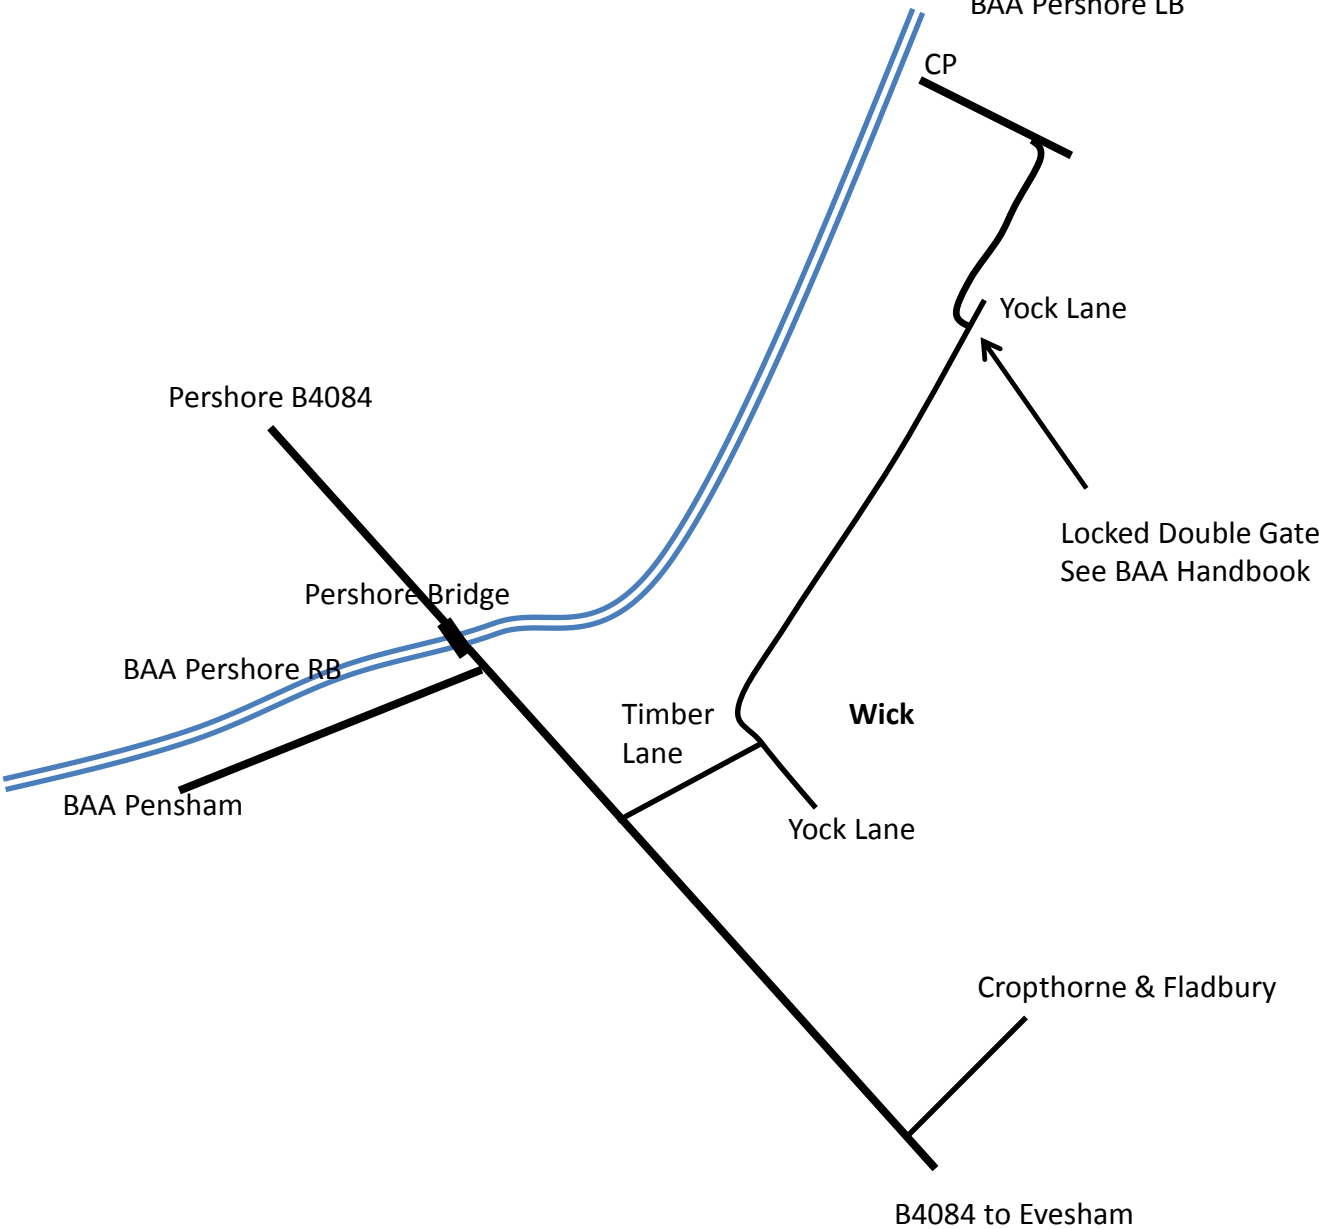 BAA Pershore LB
CP
Yock Lane
Pershore B4084
Locked Double Gate
See BAA Handbook
Pershore Bridge
BAA Pershore RB
Timber
Lane
Wick
BAA Pensham
Yock Lane
Cropthorne & Fladbury
B4084 to Evesham